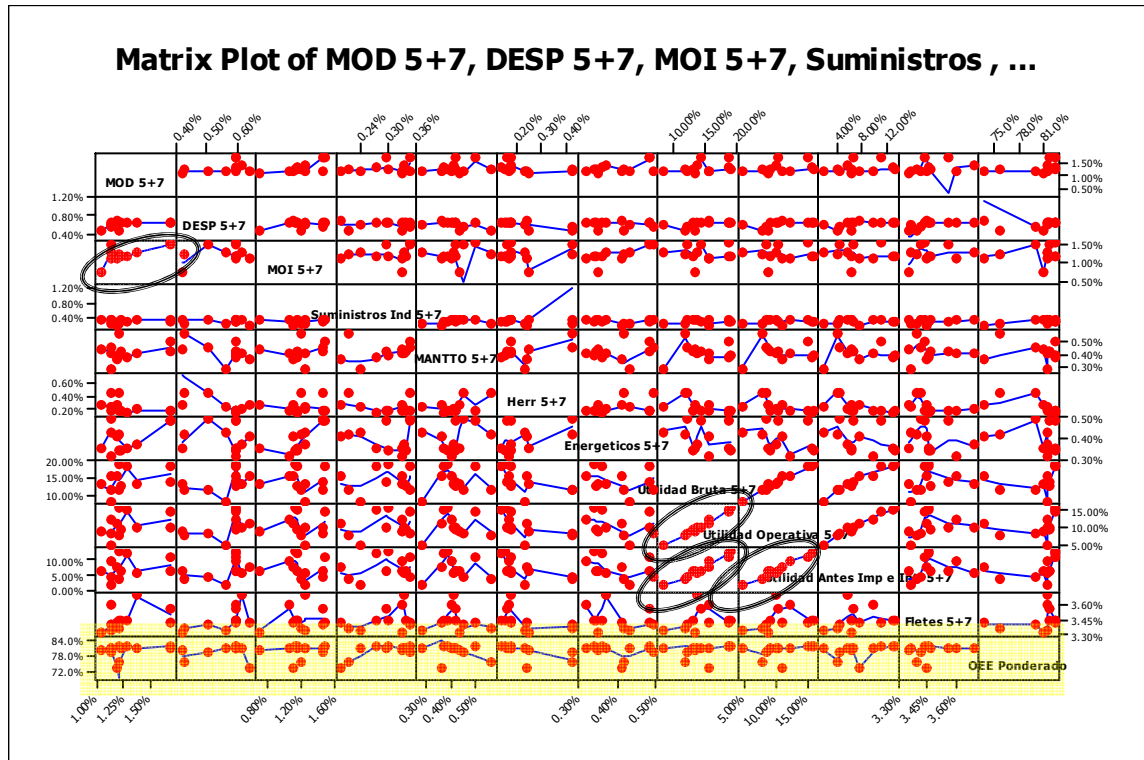 Matrix Plot of MOD 5+7, DESP 5+7, MOI 5+7, Suministros , ...
0.40% 0.50% 0.60% 0.24% 0.30% 0.36% 0.20% 0.30% 0.40% 10.00% 15.00% 20.00% 4.00% 8.00% 12.00% 75.0% 78.0% 81.0%
MOD 5+7
1.50%
1.00%
0.50%
1.20%
0.80%
0.40%
DESP 5+7
MOI 5+7
1.50%
1.00%
0.50%
1.20%
0.80%
0.40%
Suministros Ind 5+7
MANTTO 5+7
0.50%
0.40%
0.30%
0.60%
0.40%
0.20%
Herr 5+7
Energeticos 5+7
0.50%
0.40%
0.30%
20.00%
15.00%
10.00%
Utilidad Bruta 5+7
Utilidad Operativa 5+7
15.00%
10.00%
5.00%
10.00%
5.00%
0.00%
Utilidad Antes Imp e 5+7
Fletes 5+7
3.60%
3.45%
3.30%
84.0%
78.0%
72.0%
OEE Ponderado
1.00% 1.25% 1.50% 0.80% 1.20% 1.60% 0.30% 0.40% 0.50% 0.30% 0.40% 0.50% 5.00% 10.00% 15.00% 3.30% 3.45% 3.60%